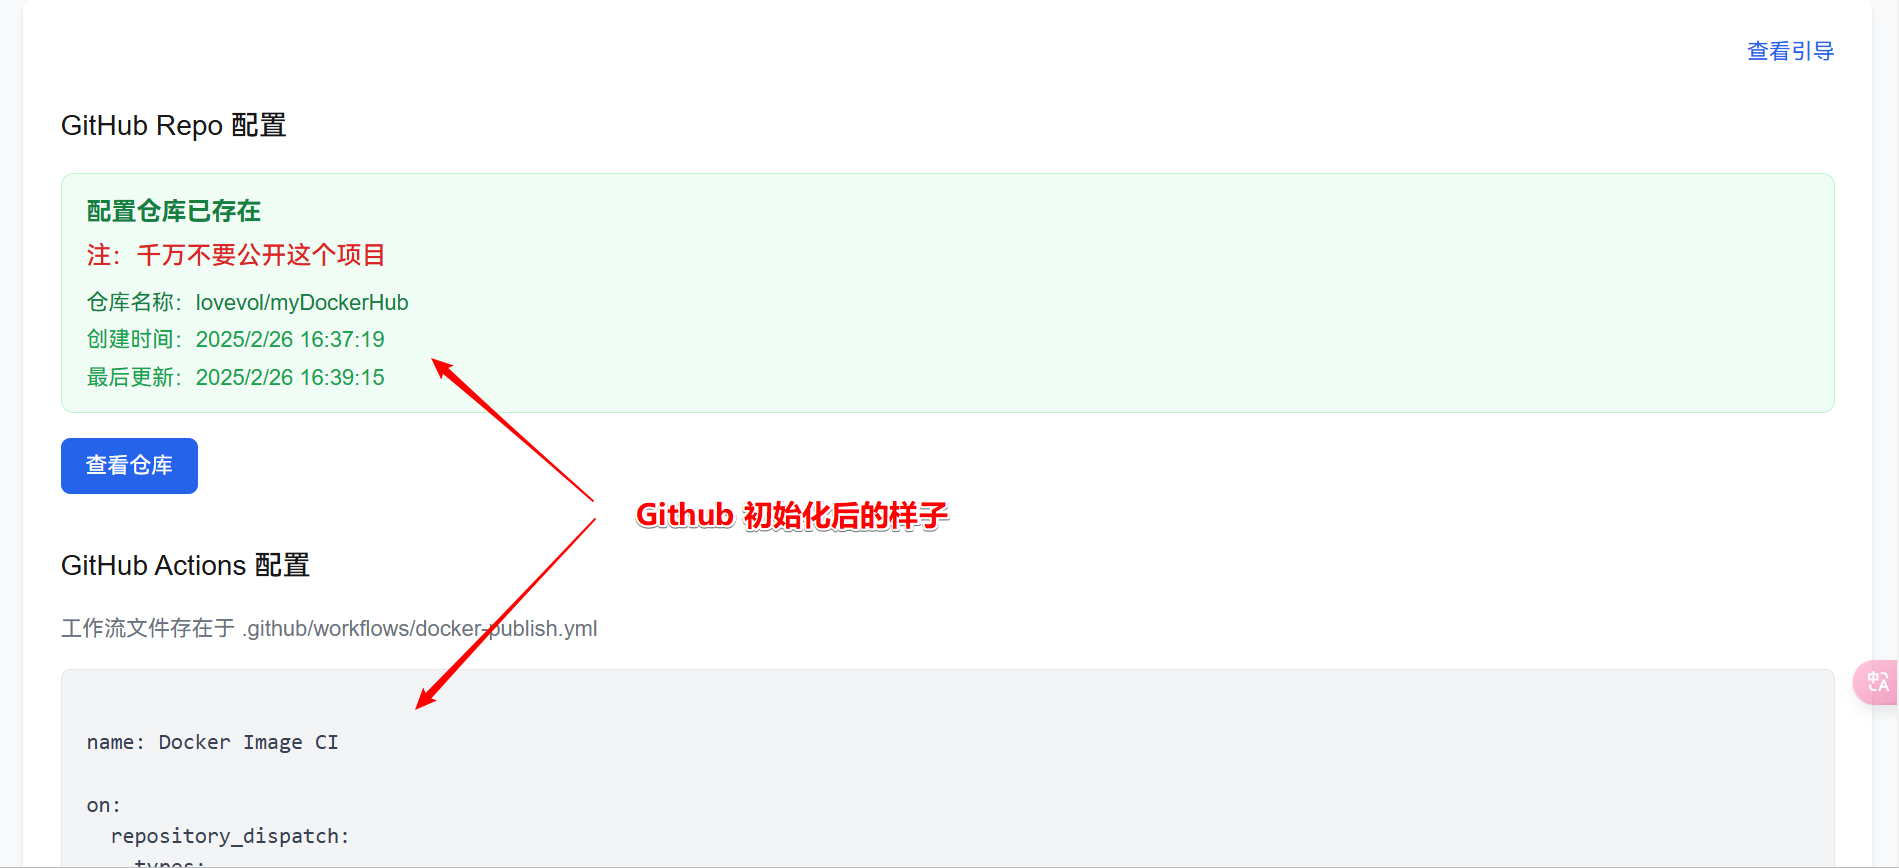 查看引导
GitHub Repo 配置
配置仓库已存在
注：千万不要公开这个项目
仓库名称：lovevol/myDockerHub
创建时间：2025/2/26 16:37:19
最后更新：2025/2/26 16:39:15
查看仓库
Github 初始化后的样子
GitHub Actions 配置
工作流文件存在于 .github/workflows/docker-publish.yml
name: Docker Image CI
on:
repository_dispatch:
types: